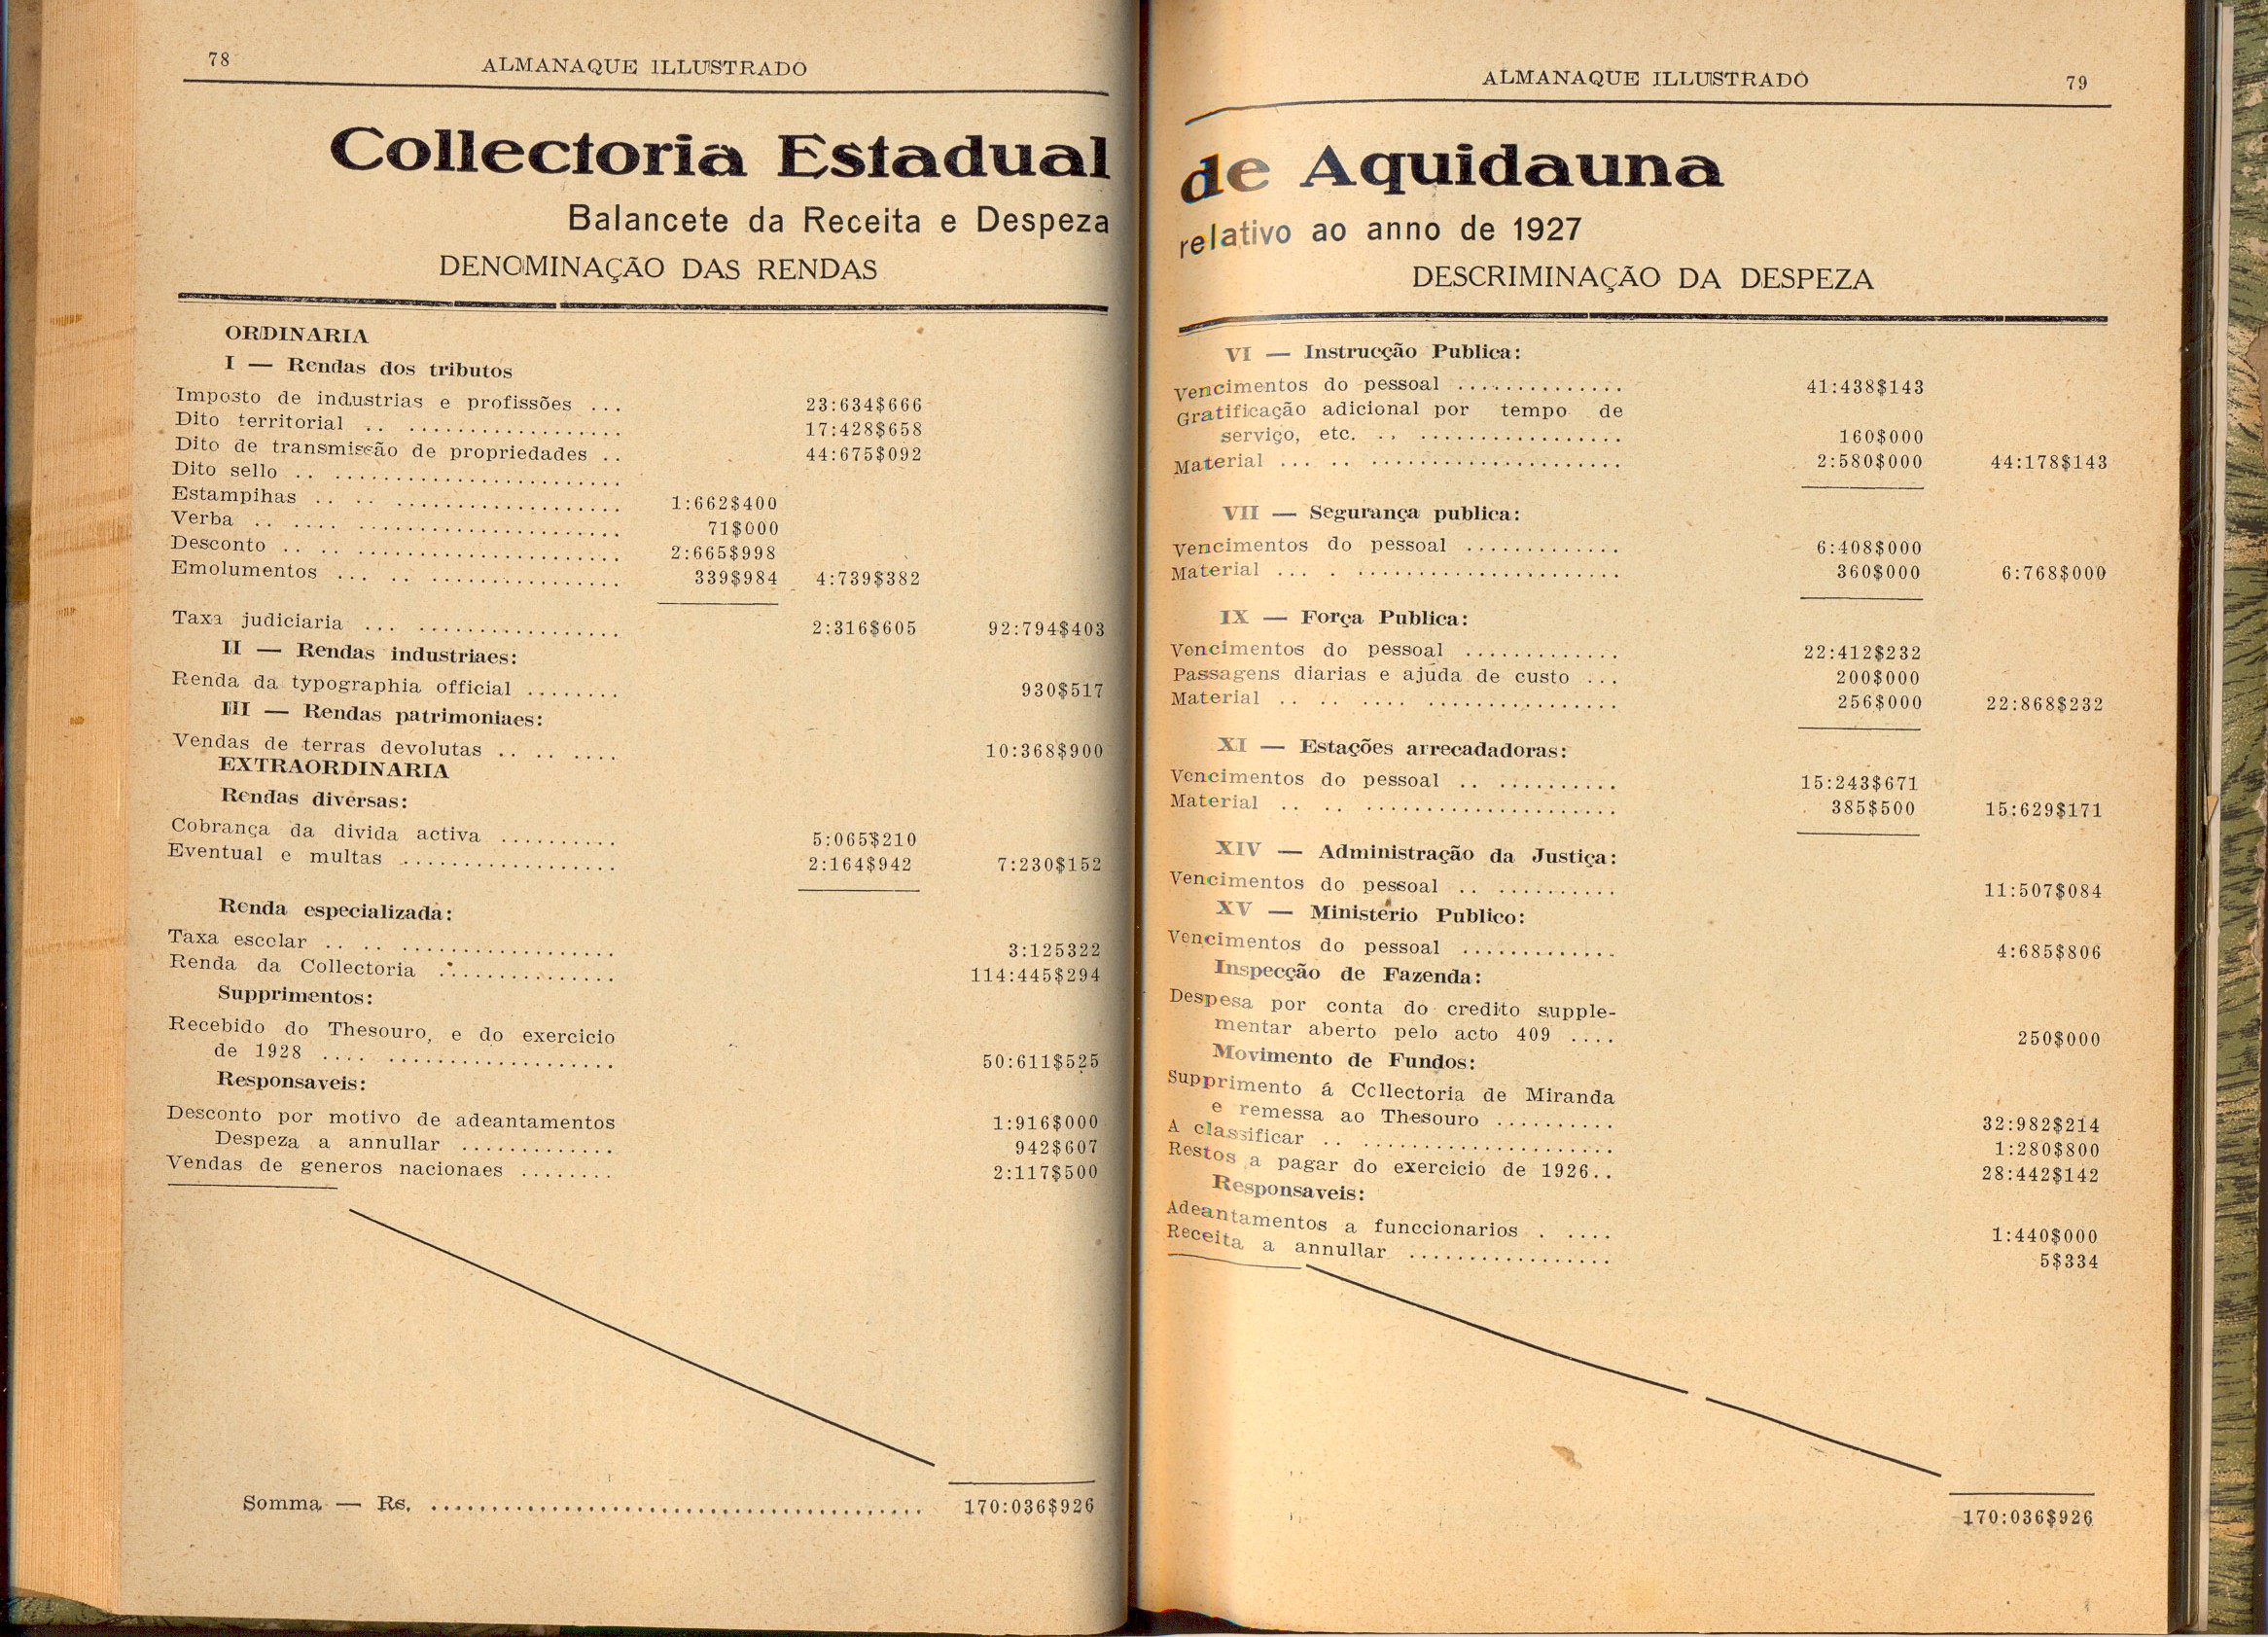 78
ALMANAQUE ILLUSTRADO
Collectoria Estadual
Balancete da Receita e Despeza
DENOMINAÇÃO DAS RENDAS
ORDINARIA
I — Rendas dos tributos
Imposto de industrias e profissões ... 23:634$666
Dito territorial .. .................. 17:428$658
Dito de transmissão de propriedades .. 44:675$092
Dito sello .. ........................
Estampihas .. .. ................... 1:662$400
Verba .. .... ...................... 71$000
Desconto .. .. ...................... 2:665$998
Emolumentos ... .. ................ 339$984 4:739$382
Taxa judiciaria ... ................. 2:316$605 92:794$403
II — Rendas industriaes:
Renda da typographia official ........ 930$517
III — Rendas patrimoniaes:
Vendas de terras devolutas .. .. .... 10:368$900
EXTRAORDINARIA
Rendas diversas:
Cobrança da divida activa .......... 5:065$210
Eventual e multas .................. 2:164$942 7:230$152
Renda especializada:
Taxa escolar .. .. .................. 3:125322
Renda da Collectoria ............... 114:445$294
Supprimentos:
Recebido do Thesouro, e do exercicio
de 1928 .... ................... 50:611$525
Responsaveis:
Desconto por motivo de adeantamentos 1:916$000
Despeza a annullar ............. 942$607
Vendas de generos nacionaes ........ 2:117$500
Somma — Rs. ......................................... 170:036$926
ALMANAQUE ILLUSTRADO
79
de Aquidauna
relativo ao anno de 1927
DESCRIMINAÇÃO DA DESPEZA
VI — Instrucção Publica:
Vencimentos do pessoal .............. 41:438$143
Gratificação adicional por tempo de
serviço, etc. .. ................. 160$000
Material ... .. ..................... 2:580$000 44:178$143
VII — Segurança publica:
Vencimentos do pessoal ............. 6:408$000
Material ... . ...................... 360$000 6:768$000
IX — Força Publica:
Vencimentos do pessoal ............. 22:412$232
Passagens diarias e ajuda de custo ... 200$000
Material .. .. .... ................ 256$000 22:868$232
XI — Estações arrecadadoras:
Vencimentos do pessoal .. .......... 15:243$671
Material .. .. ..................... 385$500 15:629$171
XIV — Administração da Justiça:
Vencimentos do pessoal .. .......... 11:507$084
XV — Ministerio Publico:
Vencimentos do pessoal ............. 4:685$806
Inspecção de Fazenda:
Despesa por conta do credito supple-
mentar aberto pelo acto 409 .... 250$000
Movimento de Fundos:
Supprimento á Collectoria de Miranda
e remessa ao Thesouro .......... 32:982$214
A classificar .. ..................... 1:280$800
Restos a pagar do exercicio de 1926.. 28:442$142
Responsaveis:
Adeantamentos a funccionarios . .... 1:440$000
Receita a annullar ................. 5$334
170:036$926